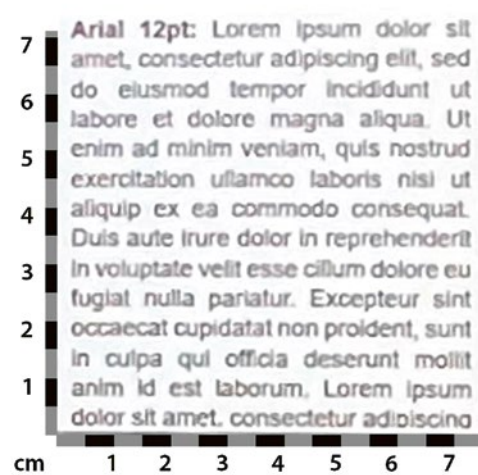 Arial 12pt: Lorem ipsum dolor sit
amet, consectetur adipiscing elit, sed
do eiusmod tempor incididunt ut
labore et dolore magna aliqua. Ut
enim ad minim veniam, quis nostrud
exercitation ullamco laboris nisi ut
aliquip ex ea commodo consequat.
Duis aute irure dolor in reprehenderit
in voluptate velit esse cillum dolore eu
fugiat nulla pariatur. Excepteur sint
occaecat cupidatat non proident, sunt
in culpa qui officia deserunt mollit
anim id est laborum. Lorem ipsum
dolor sit amet, consectetur adipiscing
7
6
5
4
3
2
1
cm 1 2 3 4 5 6 7